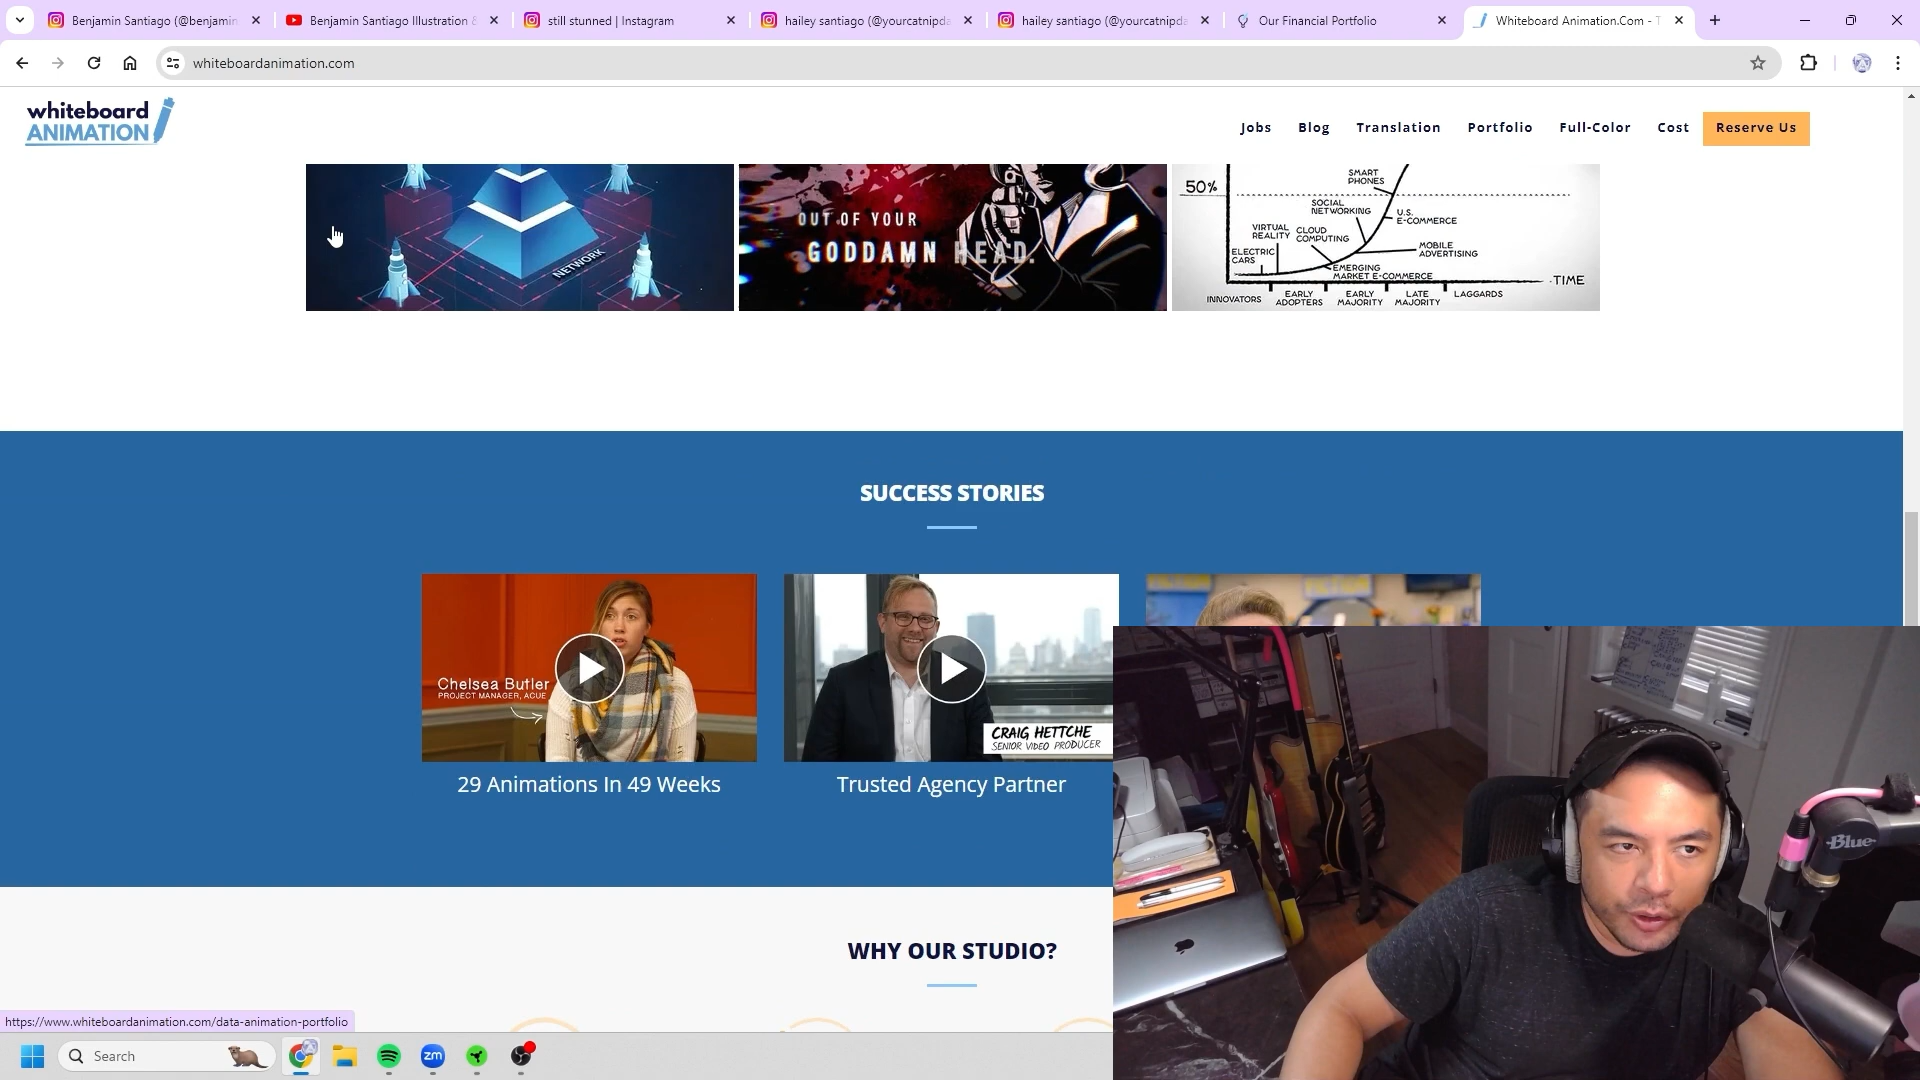 Benjamin Santiago (@benjamin
Benjamin Santiago Illustration &
still stunned | Instagram
hailey santiago (@yourcatnipda
hailey santiago (@yourcatnipda
Our Financial Portfolio
Whiteboard Animation.Com - T
whiteboardanimation.com
whiteboard
ANIMATION
Jobs
Blog
Translation
Portfolio
Full-Color
Cost
Reserve Us
NETWORK
OUT OF YOUR
GODDAMN HEAD.
50%
SMART
PHONES
SOCIAL
NETWORKING
U.S.
E-COMMERCE
VIRTUAL
REALITY
CLOUD
COMPUTING
MOBILE
ADVERTISING
ELECTRIC
CARS
EMERGING
MARKET E-COMMERCE
TIME
INNOVATORS
EARLY
ADOPTERS
EARLY
MAJORITY
LATE
MAJORITY
LAGGARDS
SUCCESS STORIES
Chelsea Butler
PROJECT MANAGER, ACUE
CRAIG HETTCHE
SENIOR VIDEO PRODUCER
29 Animations In 49 Weeks
Trusted Agency Partner
WHY OUR STUDIO?
Blue
https://www.whiteboardanimation.com/data-animation-portfolio
Search
zm